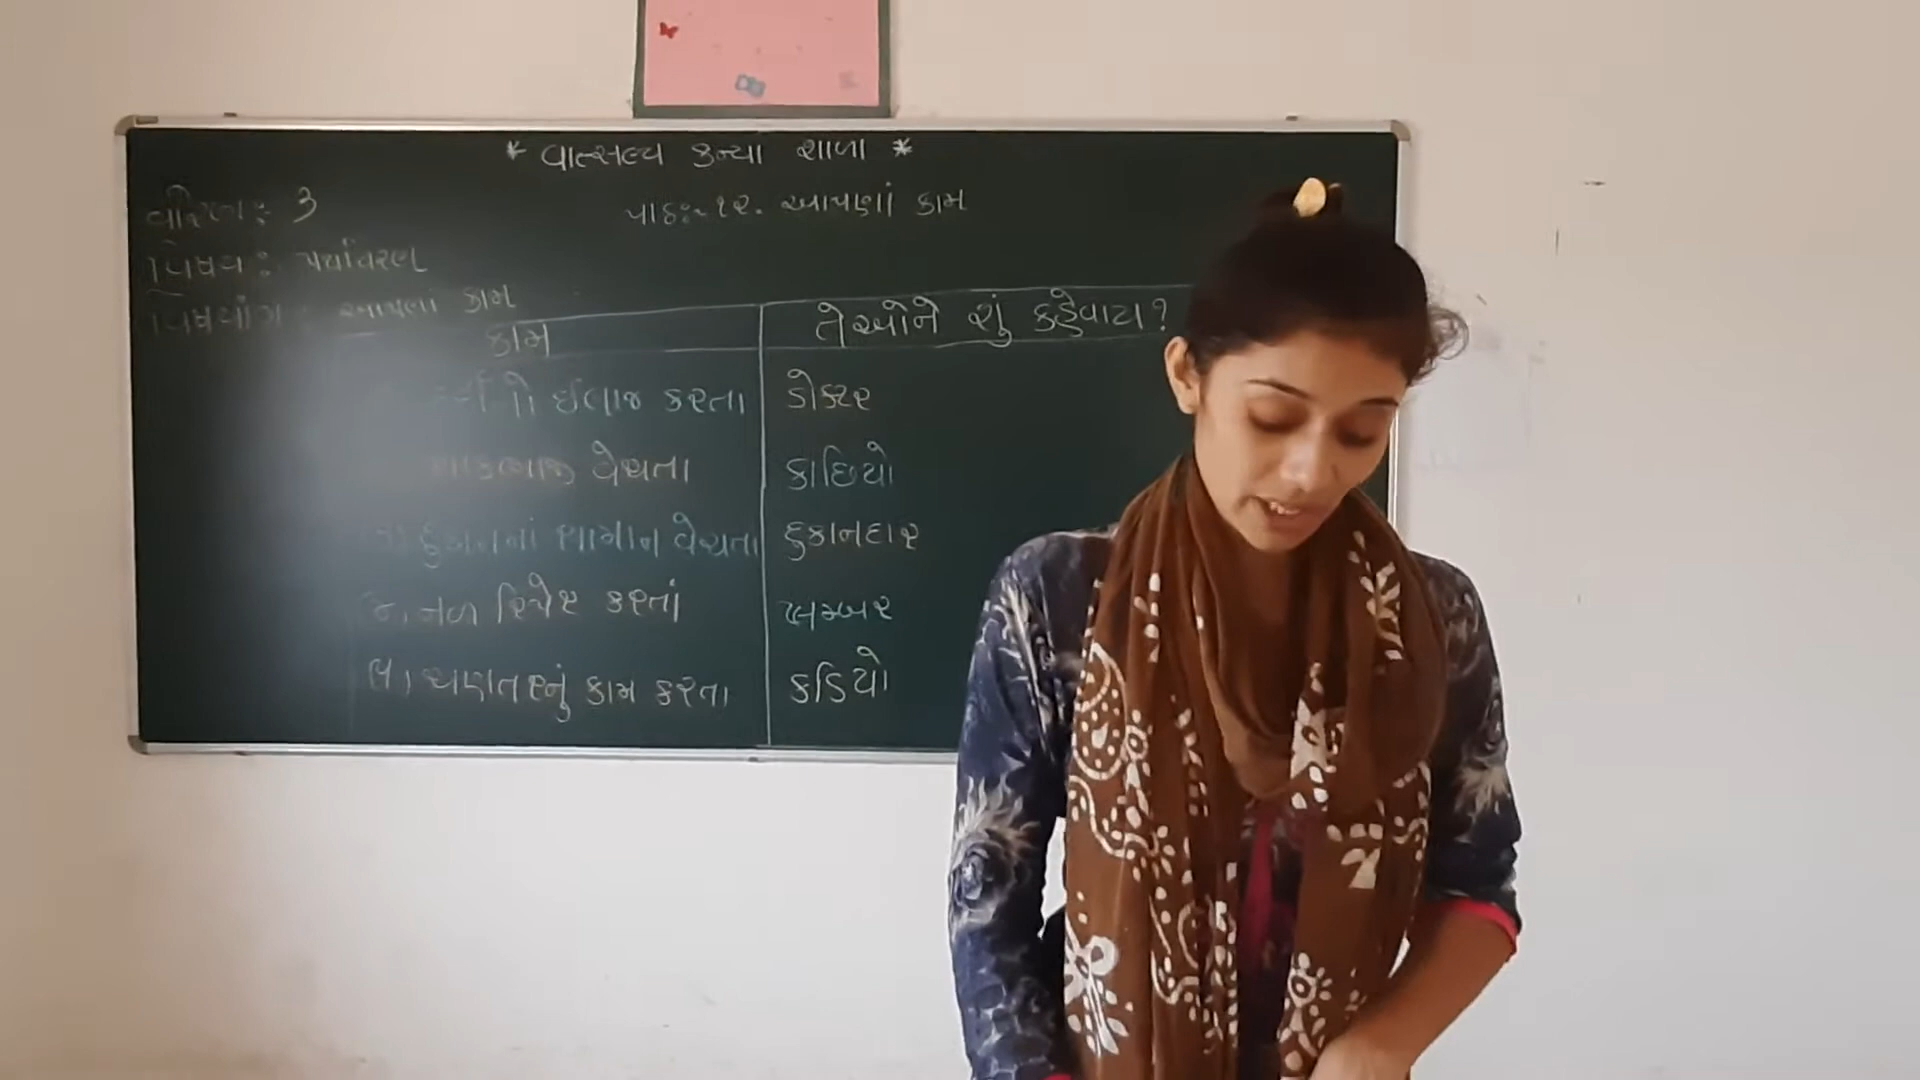 * વાત્સલ્ય કન્યા શાળા *
ધોરણ : 3
પાઠ:- ૧૨. આપણાં કામ
વિષય : પર્યાવરણ
વિષયાંગ : આપણાં કામ
કામ
તેઓને શું કહેવાય ?
ઈલાજ કરતા ડોક્ટર
શાકભાજી વેચતા કાછિયો
દુકાનનાં સામાન વેચતા દુકાનદાર
નળ રિપેર કરતાં પ્લમ્બર
ચણતરનું કામ કરતા કડિયો